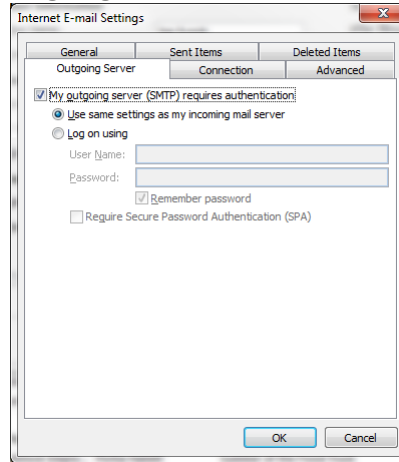 Internet E-mail Settings
General Sent Items Deleted Items
Outgoing Server Connection Advanced
My outgoing server (SMTP) requires authentication
Use same settings as my incoming mail server
Log on using
User Name:
Password:
Remember password
Require Secure Password Authentication (SPA)
OK Cancel